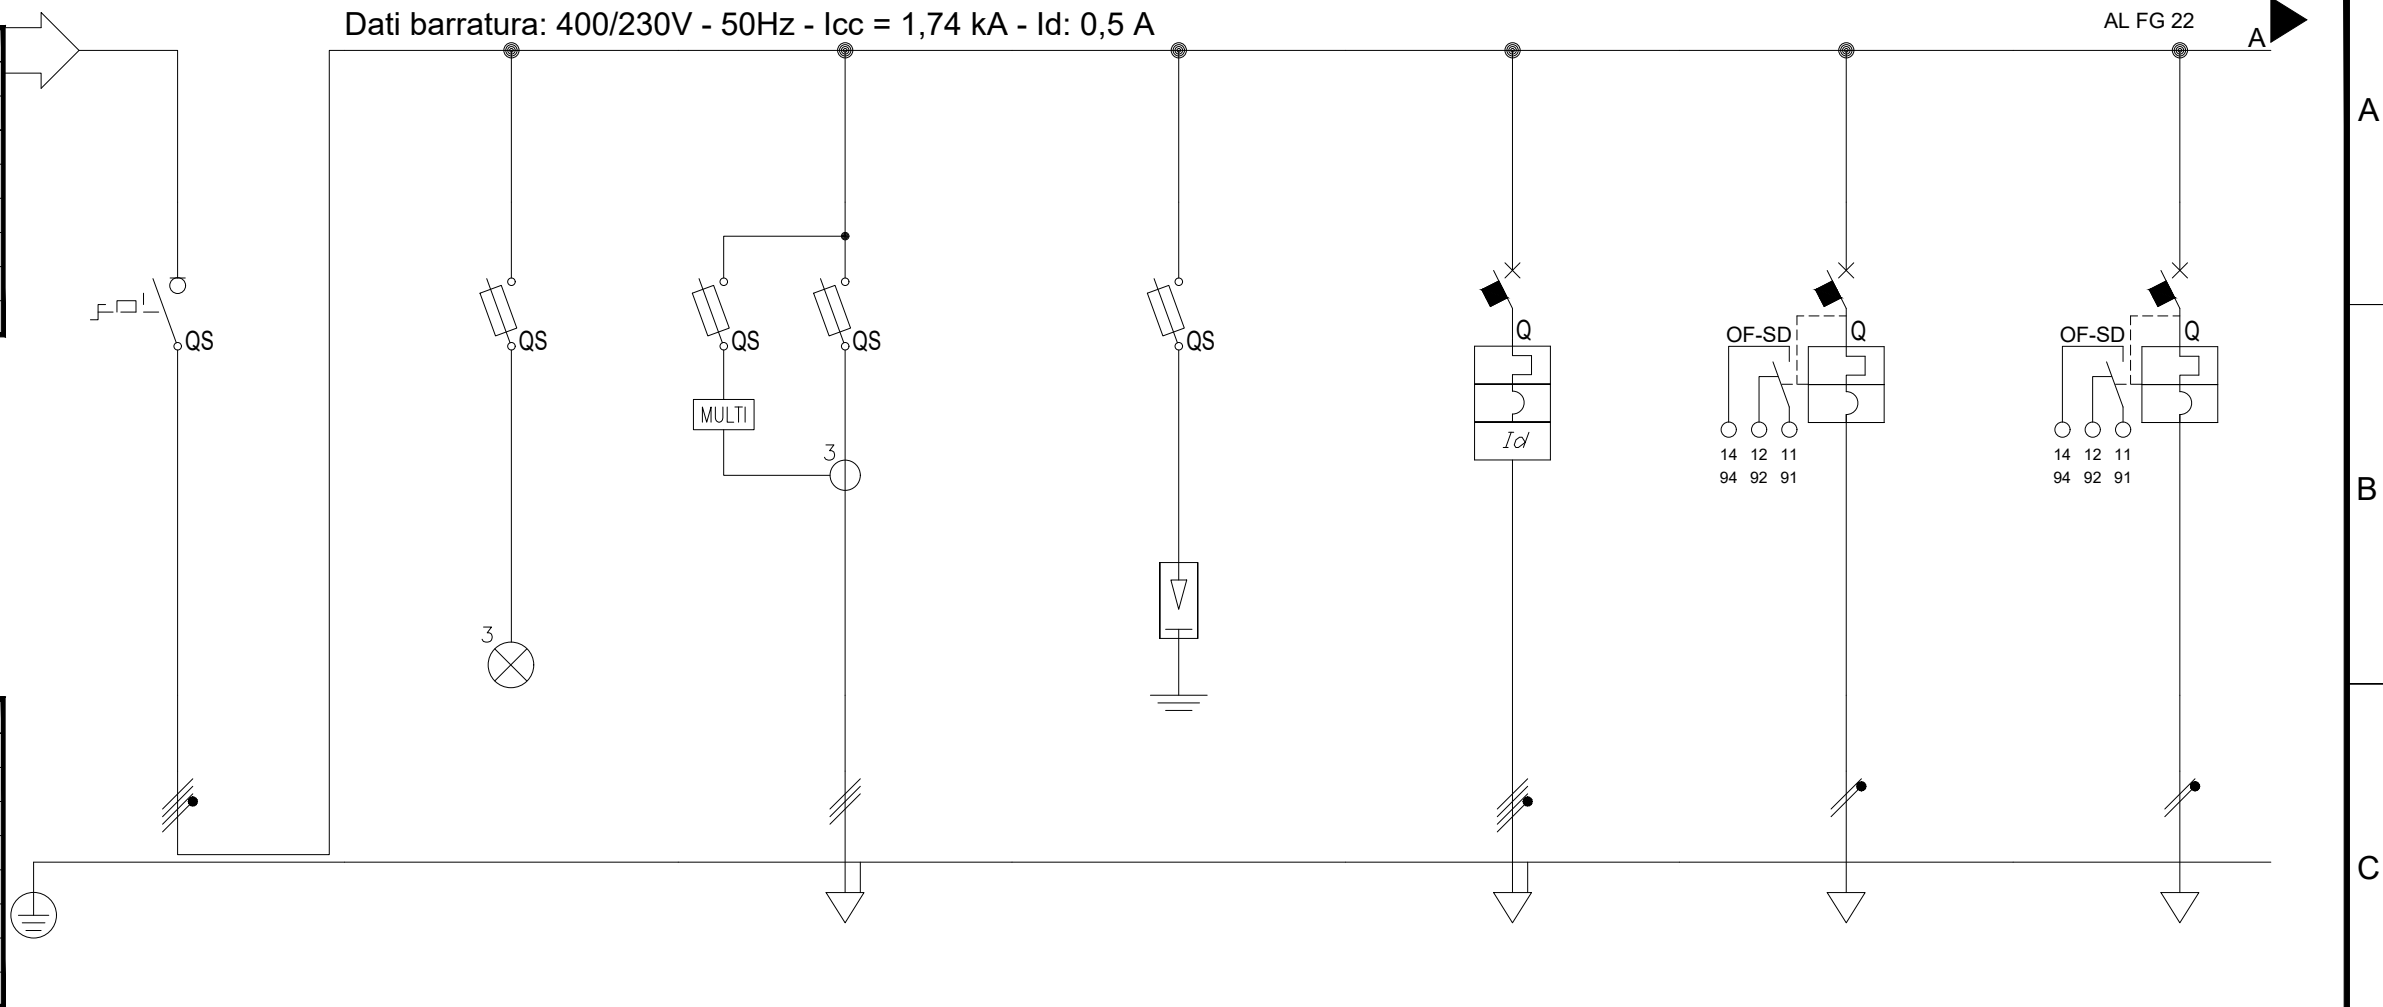 Dati barratura: 400/230V - 50Hz - Icc = 1,74 kA - Id: 0,5 A
AL FG 22
A
A
QS
QS
QS
QS
QS
Q
OF-SD
Q
OF-SD
Q
MULTI
Id
3
14 12 11
94 92 91
14 12 11
94 92 91
B
3
C